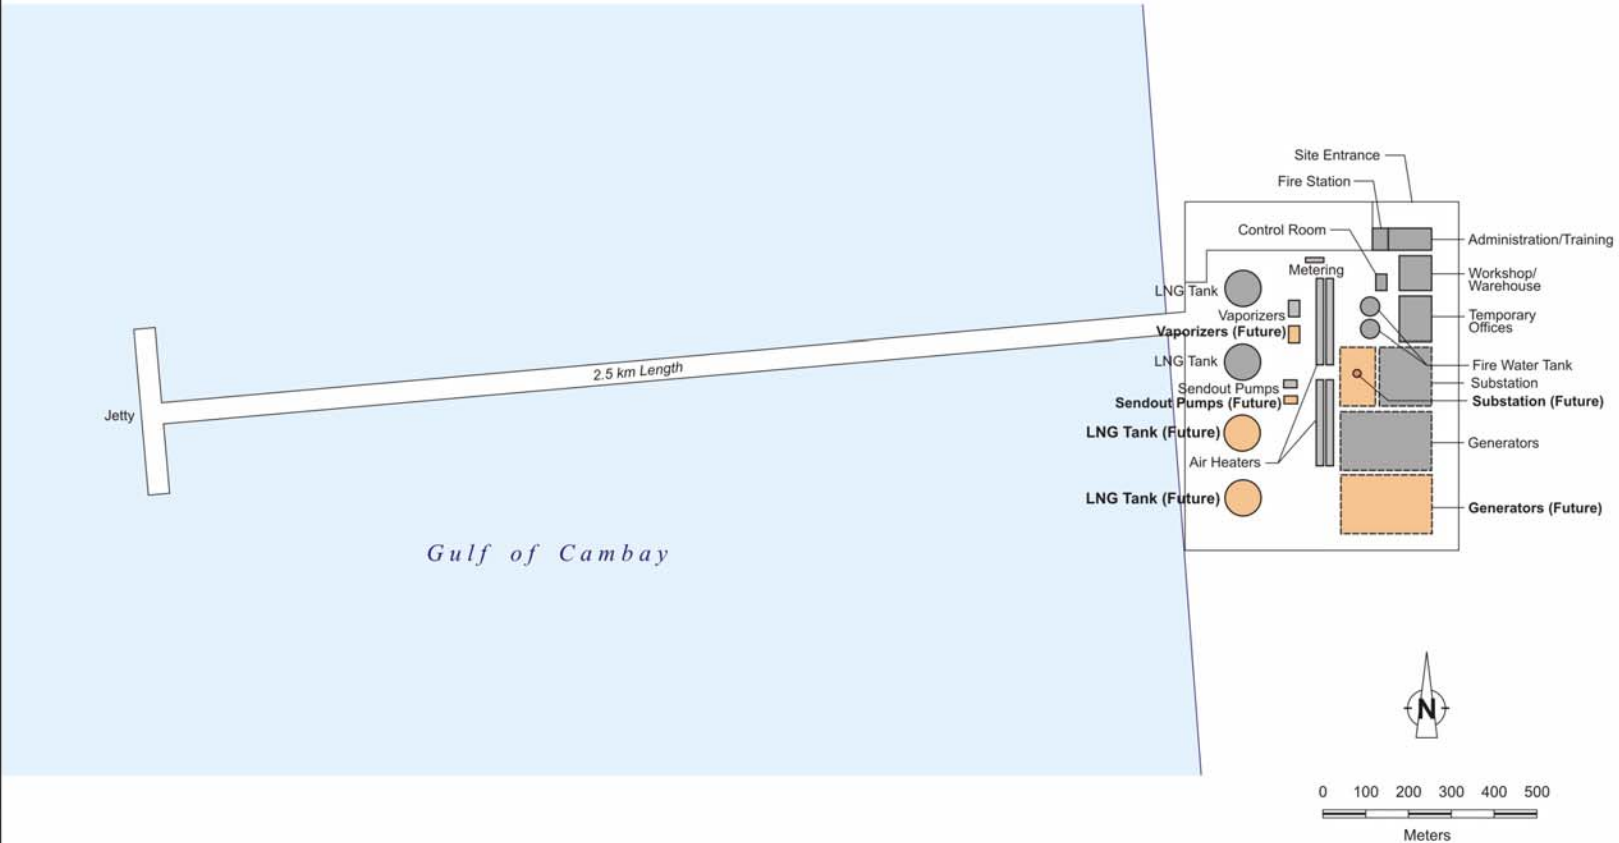 Site Entrance
Fire Station
Control Room
Administration/Training
Metering
Workshop/
Warehouse
LNG Tank
Vaporizers
Temporary
Offices
Vaporizers (Future)
LNG Tank
Fire Water Tank
2.5 km Length
Sendout Pumps
Substation
Sendout Pumps (Future)
Substation (Future)
Jetty
LNG Tank (Future)
Generators
Air Heaters
LNG Tank (Future)
Generators (Future)
Gulf of Cambay
N
0 100 200 300 400 500
Meters